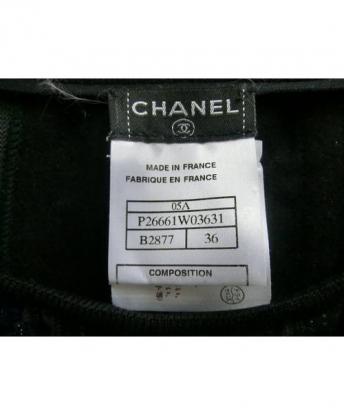 CHANEL
MADE IN FRANCE
FABRIQUE EN FRANCE
05A
P26661W03631
B2877 36
COMPOSITION